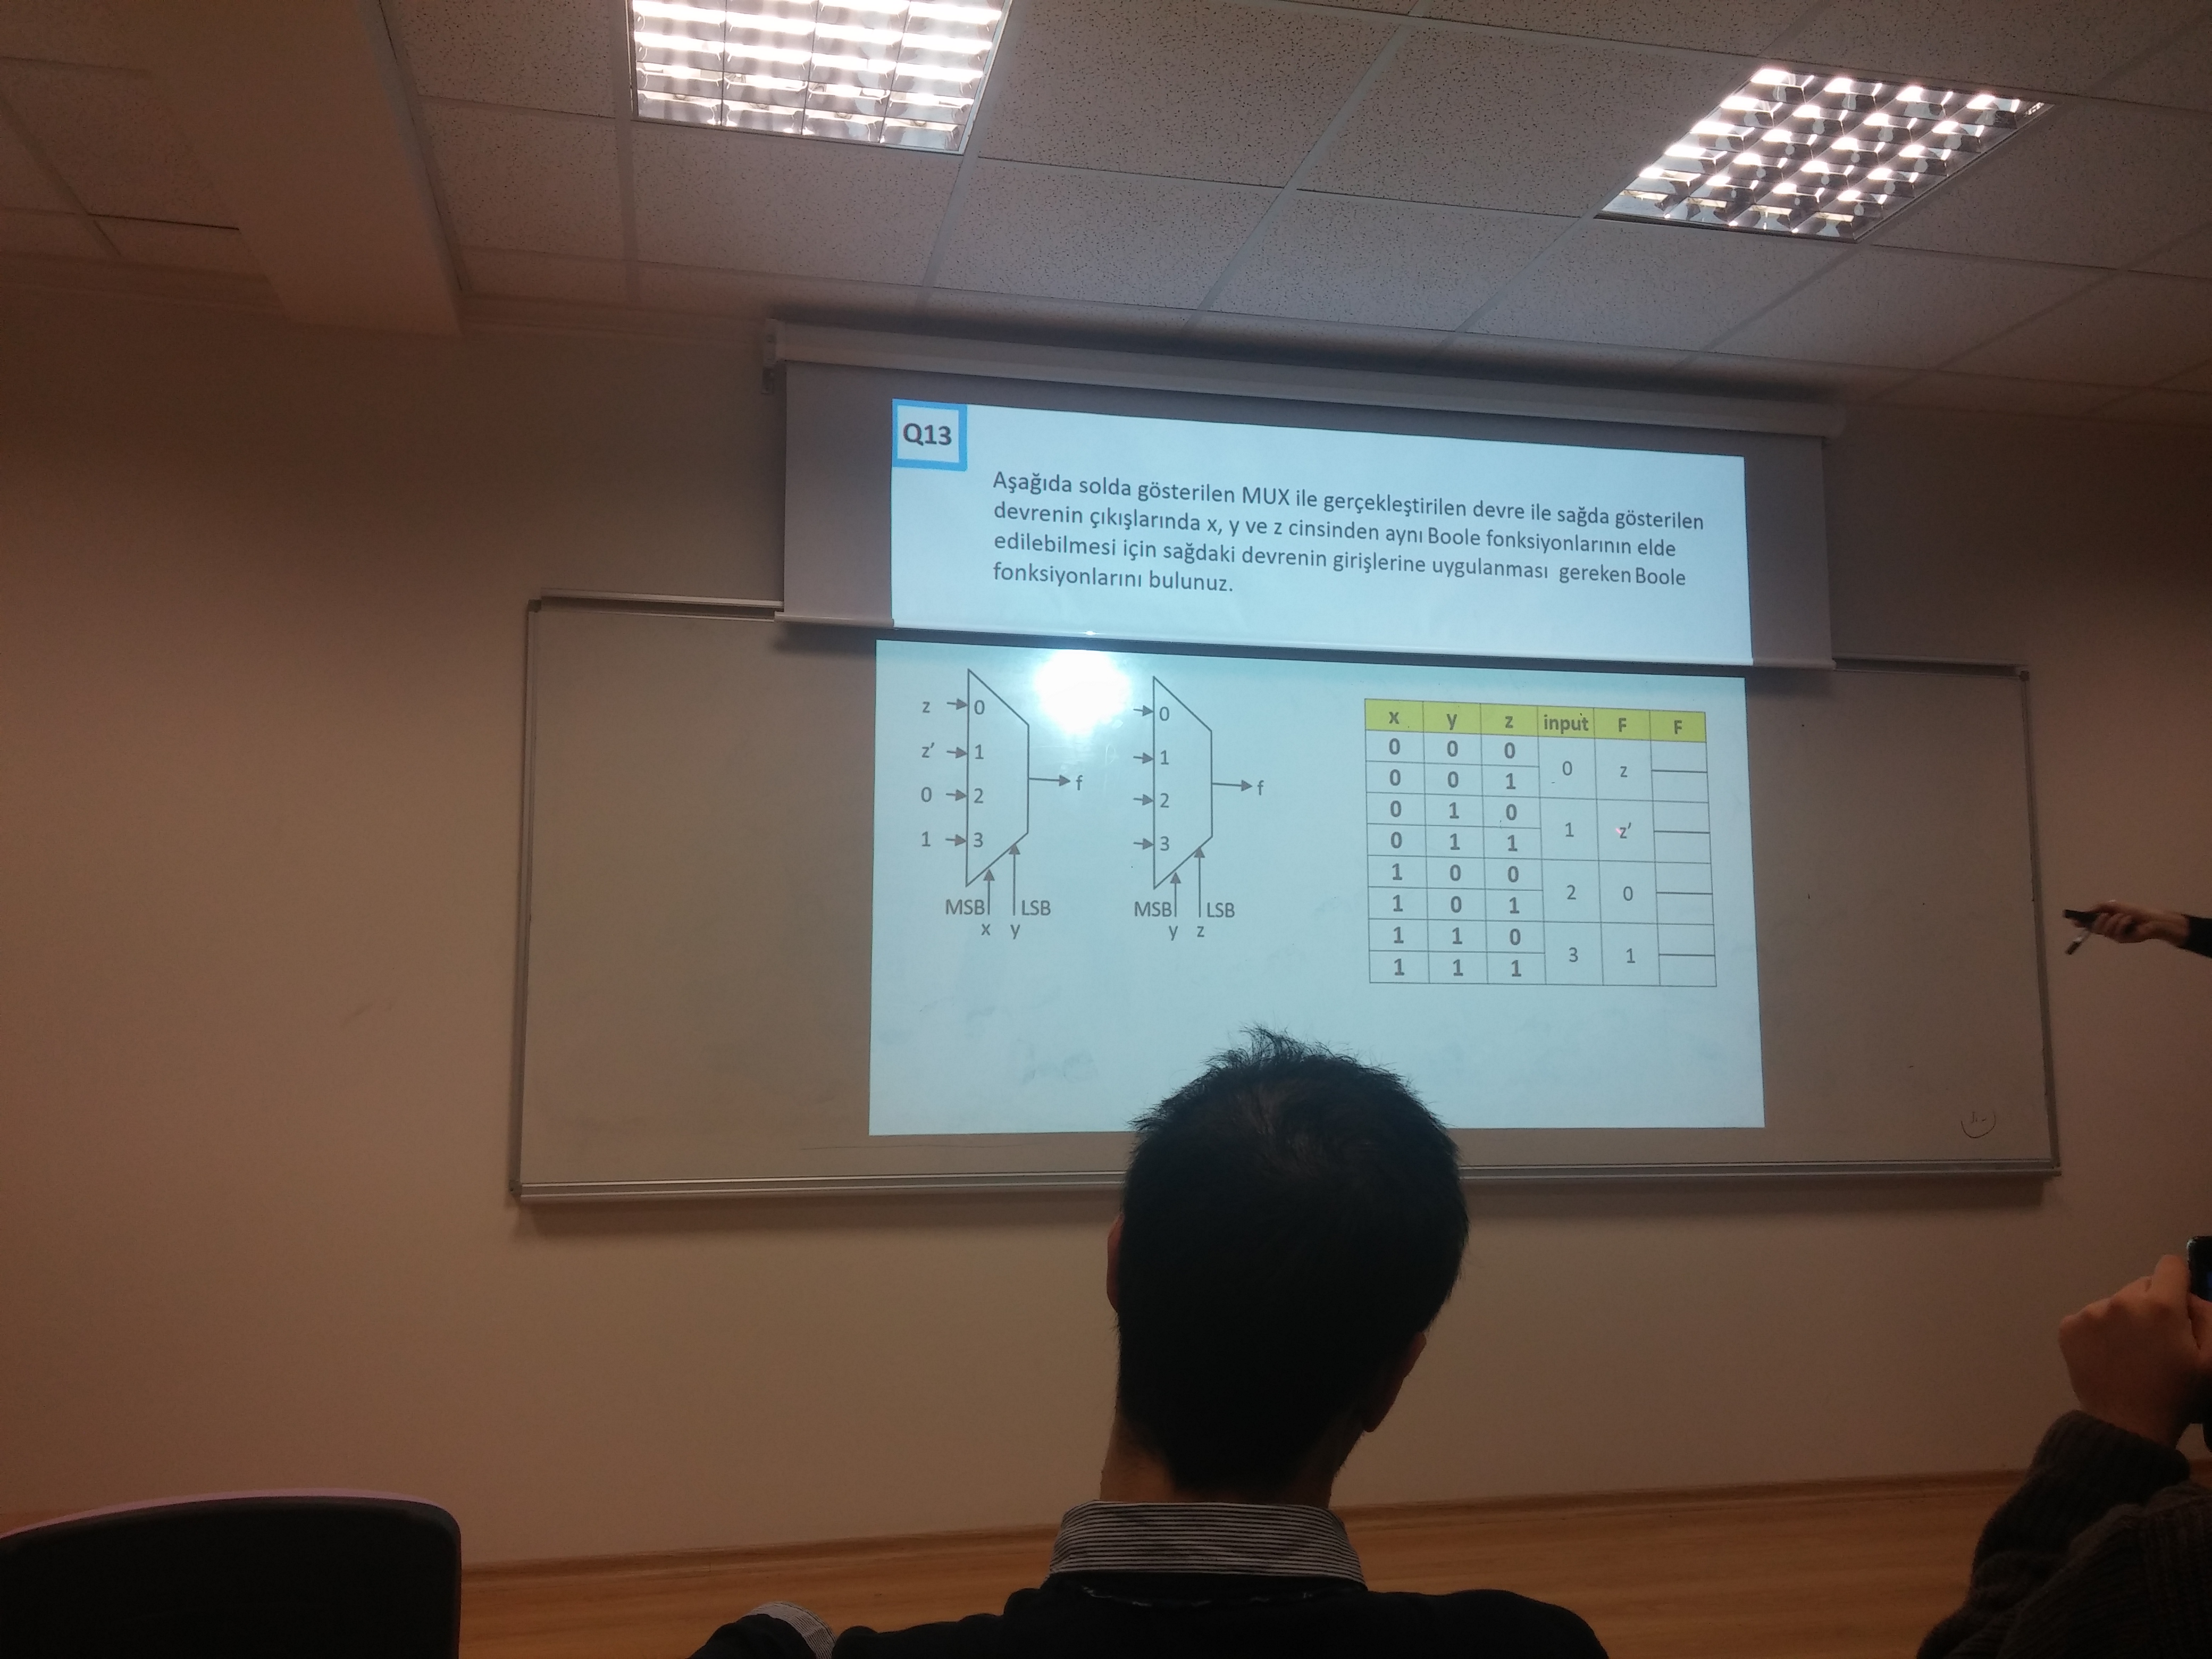 Q13
Aşağıda solda gösterilen MUX ile gerçekleştirilen devre ile sağda gösterilen
devrenin çıkışlarında x, y ve z cinsinden aynı Boole fonksiyonlarının elde
edilebilmesi için sağdaki devrenin girişlerine uygulanması gereken Boole
fonksiyonlarını bulunuz.
z 0
z' 1
0 2
1 3
f
MSB LSB
x y
0
1
2
3
f
MSB LSB
y z
x y z input F F
0 0 0 0 z
0 0 1
0 1 0 1 z'
0 1 1
1 0 0 2 0
1 0 1
1 1 0 3 1
1 1 1